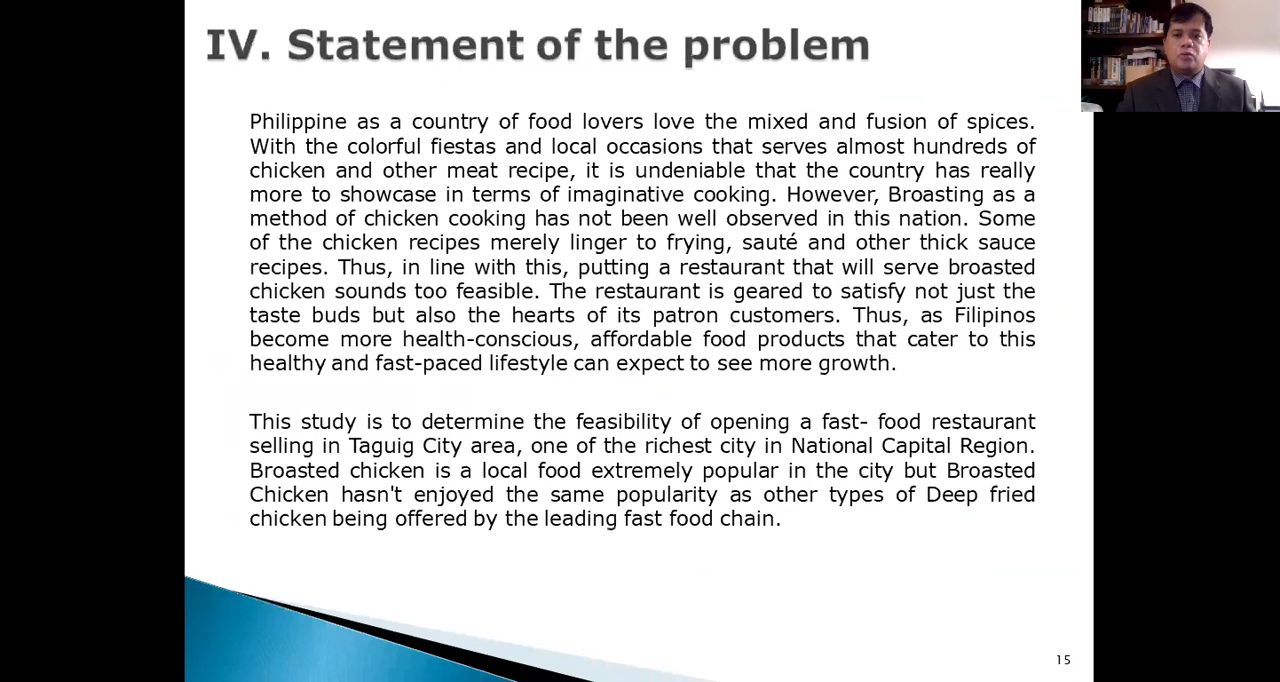 IV. Statement of the problem
Philippine as a country of food lovers love the mixed and fusion of spices.
With the colorful fiestas and local occasions that serves almost hundreds of
chicken and other meat recipe, it is undeniable that the country has really
more to showcase in terms of imaginative cooking. However, Broasting as a
method of chicken cooking has not been well observed in this nation. Some
of the chicken recipes merely linger to frying, sauté and other thick sauce
recipes. Thus, in line with this, putting a restaurant that will serve broasted
chicken sounds too feasible. The restaurant is geared to satisfy not just the
taste buds but also the hearts of its patron customers. Thus, as Filipinos
become more health-conscious, affordable food products that cater to this
healthy and fast-paced lifestyle can expect to see more growth.
This study is to determine the feasibility of opening a fast- food restaurant
selling in Taguig City area, one of the richest city in National Capital Region.
Broasted chicken is a local food extremely popular in the city but Broasted
Chicken hasn't enjoyed the same popularity as other types of Deep fried
chicken being offered by the leading fast food chain.
15